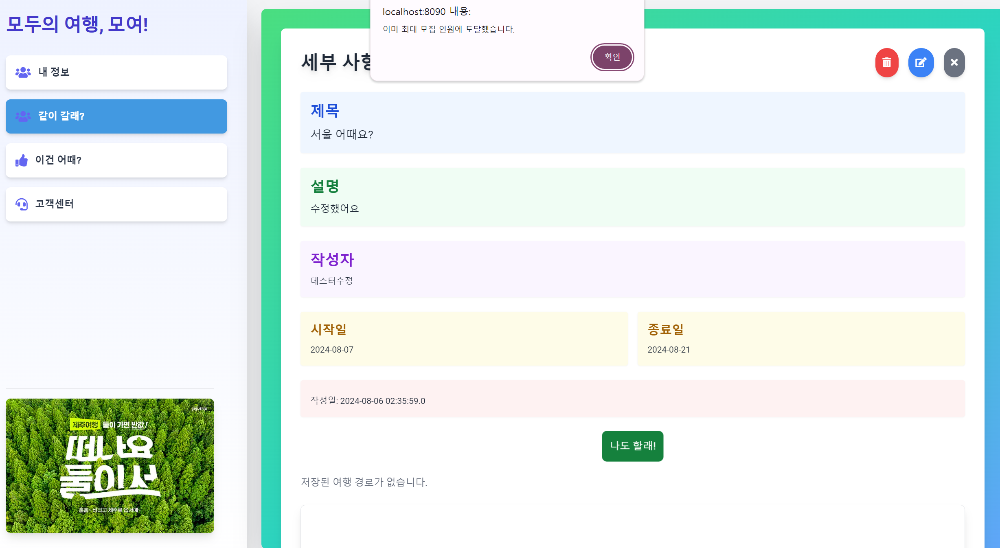 모두의 여행, 모여!
내 정보
같이 갈래?
이건 어때?
고객센터
jejutrip
제주여행 둘이 가면 반값!
떠나요
둘이서
훌훌~ 버리고 제주로 옵서예~
localhost:8090 내용:
이미 최대 모집 인원에 도달했습니다.
확인
세부 사항
제목
서울 어때요?
설명
수정했어요
작성자
테스터수정
시작일
2024-08-07
종료일
2024-08-21
작성일: 2024-08-06 02:35:59.0
나도 할래!
저장된 여행 경로가 없습니다.